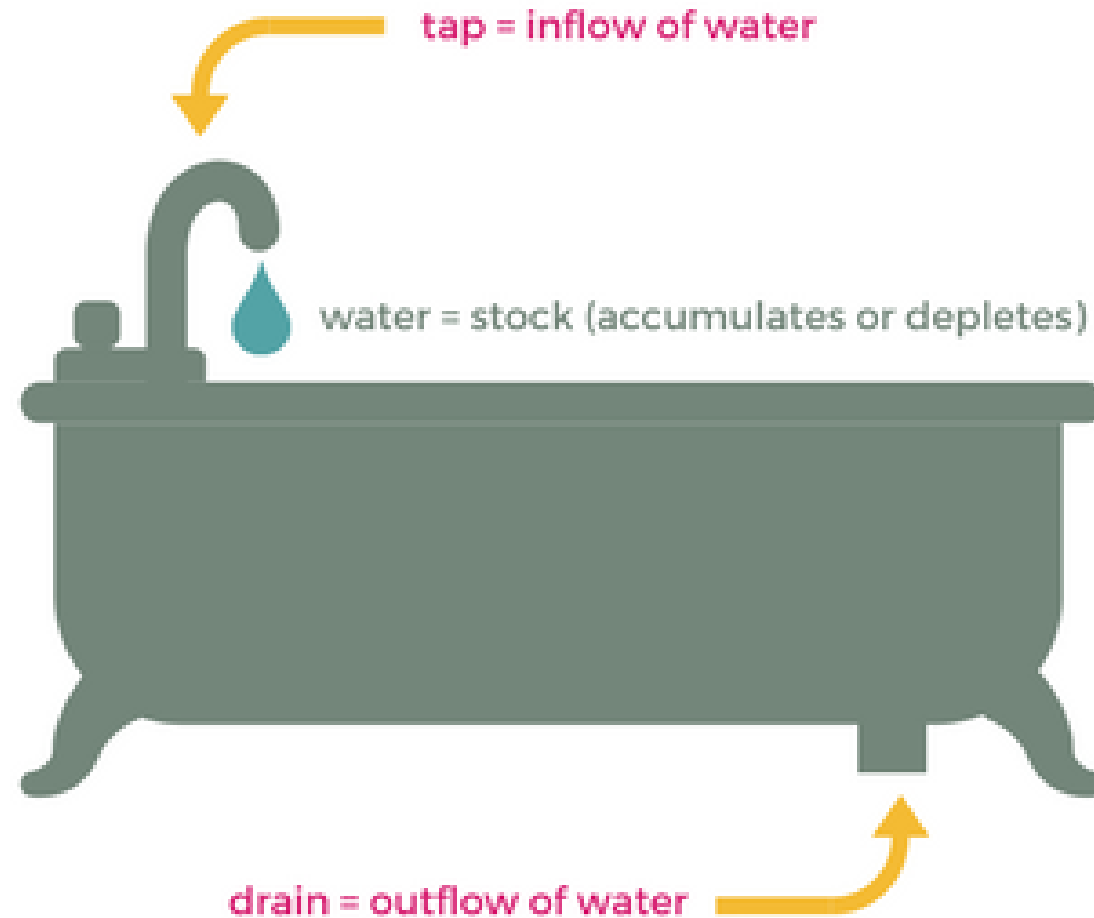 tap = inflow of water
water = stock (accumulates or depletes)
drain = outflow of water